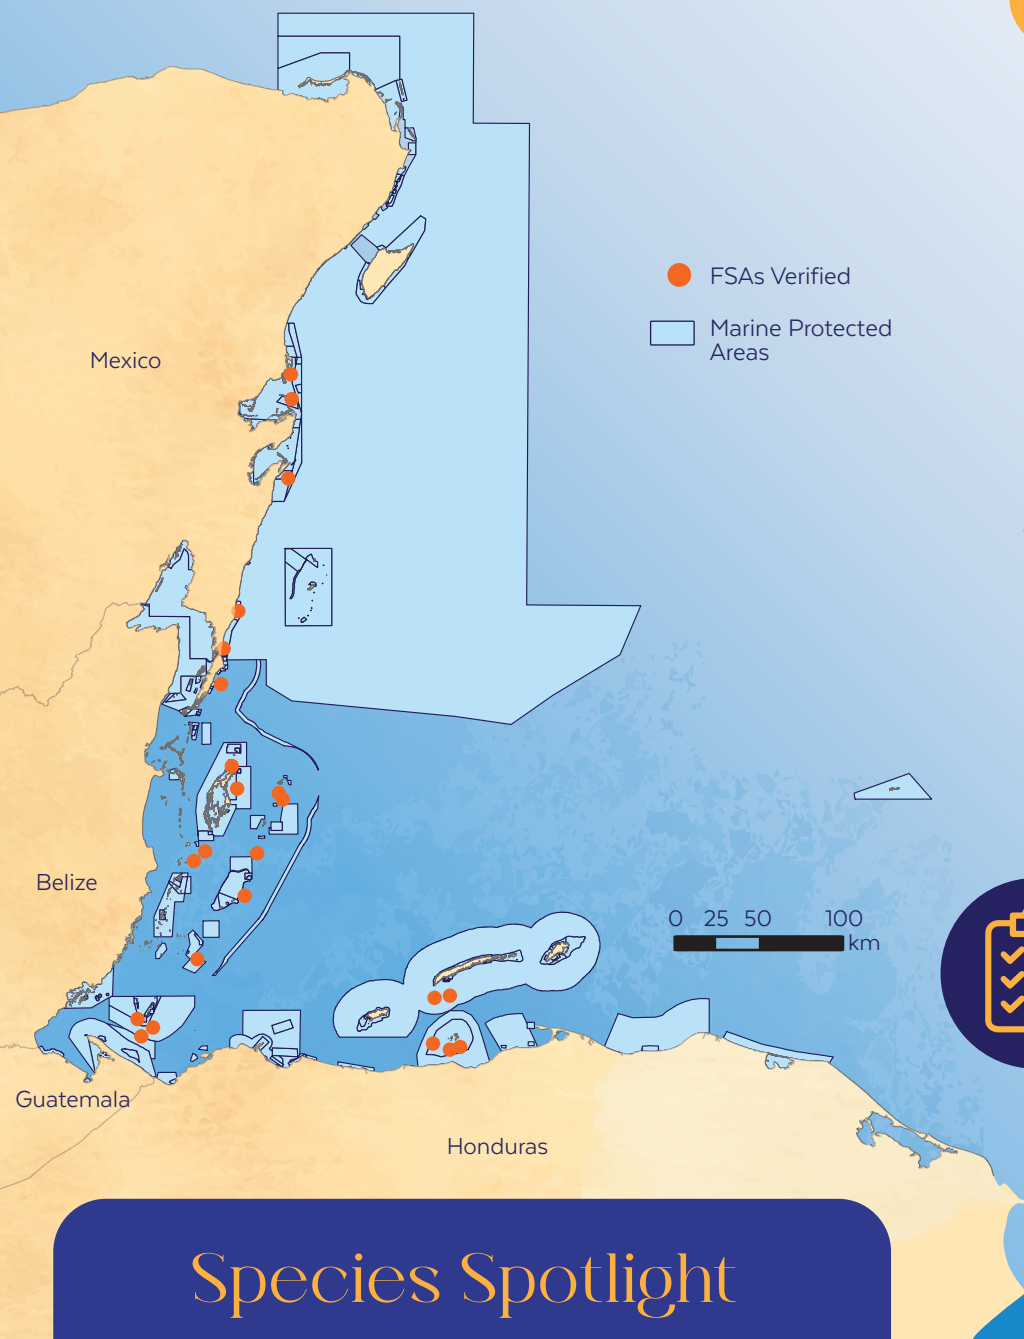 FSAs Verified
Marine Protected
Areas
Mexico
Belize
0 25 50 100
km
Guatemala
Honduras
Species Spotlight